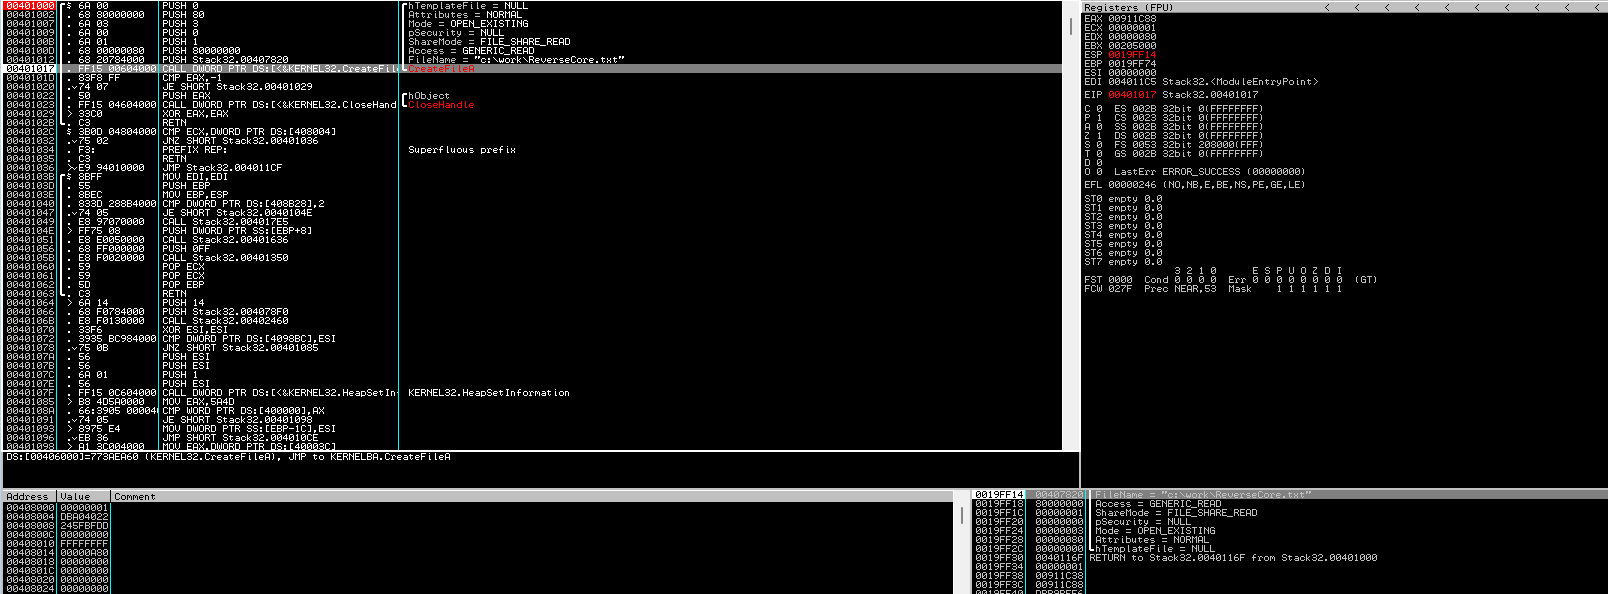 00401000 $ 6A 00 PUSH 0 hTemplateFile = NULL
00401002 . 68 80000000 PUSH 80 Attributes = NORMAL
00401007 . 6A 03 PUSH 3 Mode = OPEN_EXISTING
00401009 . 6A 00 PUSH 0 pSecurity = NULL
0040100B . 6A 01 PUSH 1 ShareMode = FILE_SHARE_READ
0040100D . 68 00000080 PUSH 80000000 Access = GENERIC_READ
00401012 . 68 20784000 PUSH Stack32.00407820 FileName = "c:\work\ReverseCore.txt"
00401017 . FF15 00604000 CALL DWORD PTR DS:[<&KERNEL32.CreateFile CreateFileA
0040101D . 83F8 FF CMP EAX,-1
00401020 .v74 07 JE SHORT Stack32.00401029
00401022 . 50 PUSH EAX hObject
00401023 . FF15 04604000 CALL DWORD PTR DS:[<&KERNEL32.CloseHand CloseHandle
00401029 > 33C0 XOR EAX,EAX
0040102B . C3 RETN
0040102C $ 3B0D 04804000 CMP ECX,DWORD PTR DS:[408004]
00401032 .v75 02 JNZ SHORT Stack32.00401036
00401034 . F3: PREFIX REP: Superfluous prefix
00401035 . C3 RETN
00401036 >vE9 94010000 JMP Stack32.004011CF
0040103B $ 8BFF MOV EDI,EDI
0040103D . 55 PUSH EBP
0040103E . 8BEC MOV EBP,ESP
00401040 . 833D 288B4000 CMP DWORD PTR DS:[408B28],2
00401047 .v74 05 JE SHORT Stack32.0040104E
00401049 . E8 97070000 CALL Stack32.004017E5
0040104E > FF75 08 PUSH DWORD PTR SS:[EBP+8]
00401051 . E8 E0050000 CALL Stack32.00401636
00401056 . 68 FF000000 PUSH 0FF
0040105B . E8 F0020000 CALL Stack32.00401350
00401060 . 59 POP ECX
00401061 . 59 POP ECX
00401062 . 5D POP EBP
00401063 . C3 RETN
00401064 > 6A 14 PUSH 14
00401066 . 68 F0784000 PUSH Stack32.004078F0
0040106B . E8 F0130000 CALL Stack32.00402460
00401070 . 33F6 XOR ESI,ESI
00401072 . 3935 BC984000 CMP DWORD PTR DS:[4098BC],ESI
00401078 .v75 0B JNZ SHORT Stack32.00401085
0040107A . 56 PUSH ESI
0040107B . 56 PUSH ESI
0040107C . 6A 01 PUSH 1
0040107E . 56 PUSH ESI
0040107F . FF15 0C604000 CALL DWORD PTR DS:[<&KERNEL32.HeapSetIn KERNEL32.HeapSetInformation
00401085 > B8 4D5A0000 MOV EAX,5A4D
0040108A . 66:3905 000040 CMP WORD PTR DS:[400000],AX
00401091 .v74 05 JE SHORT Stack32.00401098
00401093 > 8975 E4 MOV DWORD PTR SS:[EBP-1C],ESI
00401096 .vEB 36 JMP SHORT Stack32.004010CE
00401098 > A1 3C004000 MOV EAX,DWORD PTR DS:[40003C]
DS:[00406000]=773AEA60 (KERNEL32.CreateFileA), JMP to KERNELBA.CreateFileA
Registers (FPU) < < < < < < < < < <
EAX 00911C88
ECX 00000001
EDX 00000080
EBX 00205000
ESP 0019FF14
EBP 0019FF74
ESI 00000000
EDI 004011C5 Stack32.<ModuleEntryPoint>
EIP 00401017 Stack32.00401017
C 0 ES 002B 32bit 0(FFFFFFFF)
P 1 CS 0023 32bit 0(FFFFFFFF)
A 0 SS 002B 32bit 0(FFFFFFFF)
Z 1 DS 002B 32bit 0(FFFFFFFF)
S 0 FS 0053 32bit 208000(FFF)
T 0 GS 002B 32bit 0(FFFFFFFF)
D 0
O 0 LastErr ERROR_SUCCESS (00000000)
EFL 00000246 (NO,NB,E,BE,NS,PE,GE,LE)
ST0 empty 0.0
ST1 empty 0.0
ST2 empty 0.0
ST3 empty 0.0
ST4 empty 0.0
ST5 empty 0.0
ST6 empty 0.0
ST7 empty 0.0
3 2 1 0 E S P U O Z D I
FST 0000 Cond 0 0 0 0 Err 0 0 0 0 0 0 0 0 (GT)
FCW 027F Prec NEAR,53 Mask 1 1 1 1 1 1
Address Value Comment
00408000 00000001
00408004 DBA04022
00408008 245FBFDD
0040800C 00000000
00408010 FFFFFFFF
00408014 00000A80
00408018 00000000
0040801C 00000000
00408020 00000000
00408024 00000000
0019FF14 00407820 FileName = "c:\work\ReverseCore.txt"
0019FF18 80000000 Access = GENERIC_READ
0019FF1C 00000001 ShareMode = FILE_SHARE_READ
0019FF20 00000000 pSecurity = NULL
0019FF24 00000003 Mode = OPEN_EXISTING
0019FF28 00000080 Attributes = NORMAL
0019FF2C 00000000 hTemplateFile = NULL
0019FF30 0040116F RETURN to Stack32.0040116F from Stack32.00401000
0019FF34 00000001
0019FF38 00911C38
0019FF3C 00911C88
0019FF40